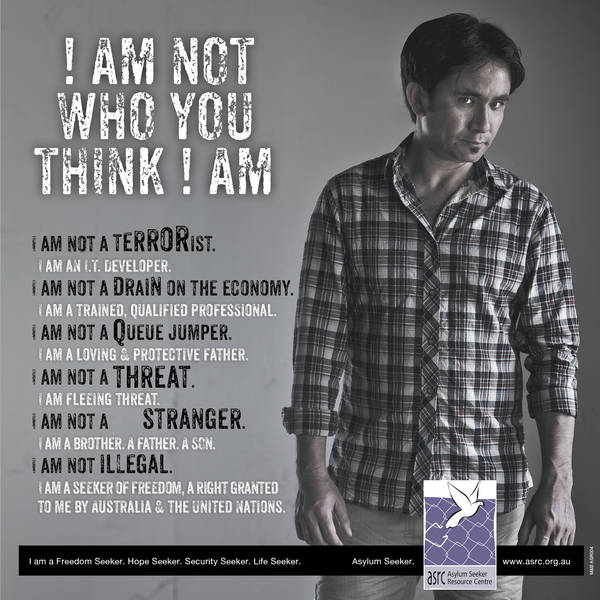 ! AM NOT
WHO YOU
THINK ! AM
I AM NOT A TERRORIST.
I AM AN I.T. DEVELOPER.
I AM NOT A DRAIN ON THE ECONOMY.
I AM A TRAINED, QUALIFIED PROFESSIONAL.
I AM NOT A QUEUE JUMPER.
I AM A LOVING & PROTECTIVE FATHER.
I AM NOT A THREAT.
I AM FLEEING THREAT.
I AM NOT A STRANGER.
I AM A BROTHER. A FATHER. A SON.
I AM NOT ILLEGAL.
I AM A SEEKER OF FREEDOM, A RIGHT GRANTED
TO ME BY AUSTRALIA & THE UNITED NATIONS.
I am a Freedom Seeker. Hope Seeker. Security Seeker. Life Seeker. Asylum Seeker.
asrc Asylum Seeker
Resource Centre
www.asrc.org.au